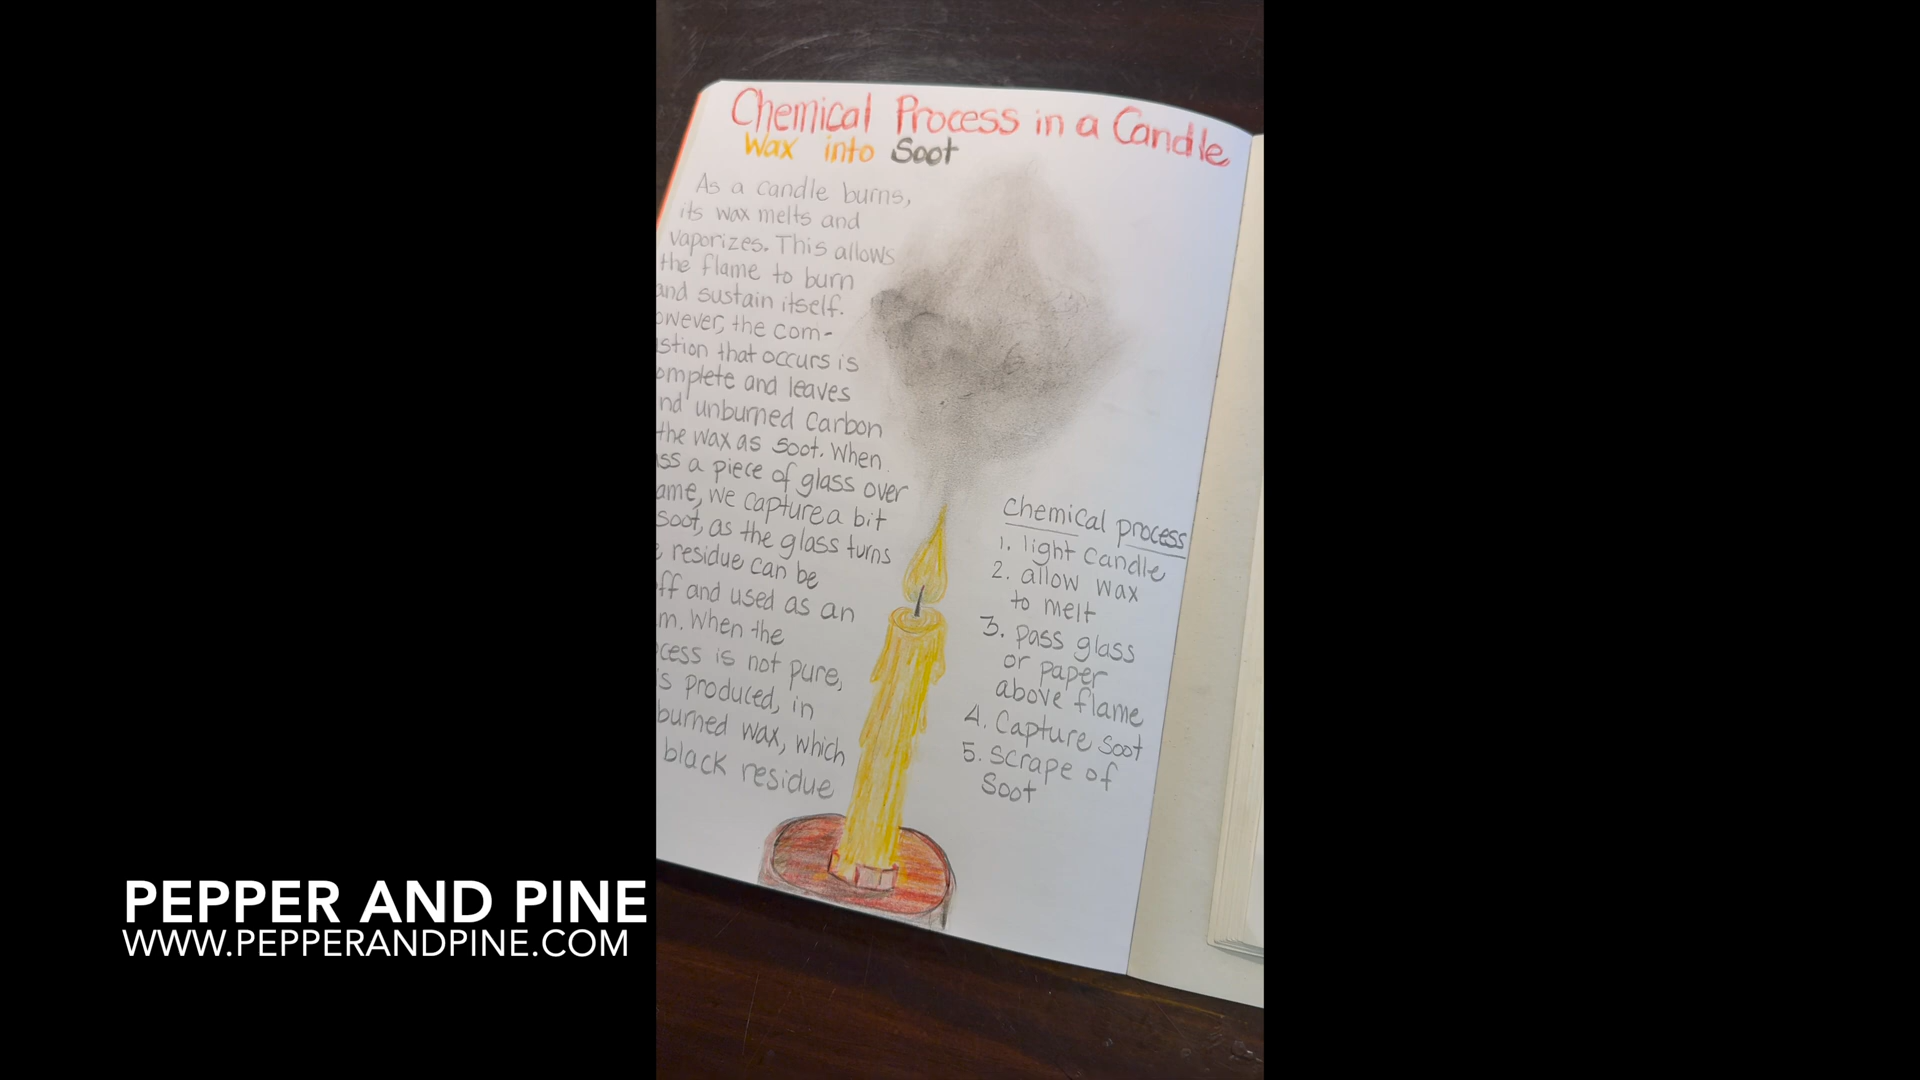 Chemical Process in a Candle
Wax into Soot
As a candle burns,
its wax melts and
vaporizes. This allows
the flame to burn
and sustain itself.
owever, the com-
stion that occurs is
omplete and leaves
nd unburned carbon
the wax as soot. When
ss a piece of glass over
ame, we capture a bit
soot, as the glass turns
residue can be
ff and used as an
m. When the
cess is not pure,
s produced, in
burned wax, which
black residue
Chemical process
1. light candle
2. allow wax
to melt
3. pass glass
or paper
above flame
4. Capture Soot
5. Scrape of
Soot
PEPPER AND PINE
WWW.PEPPERANDPINE.COM